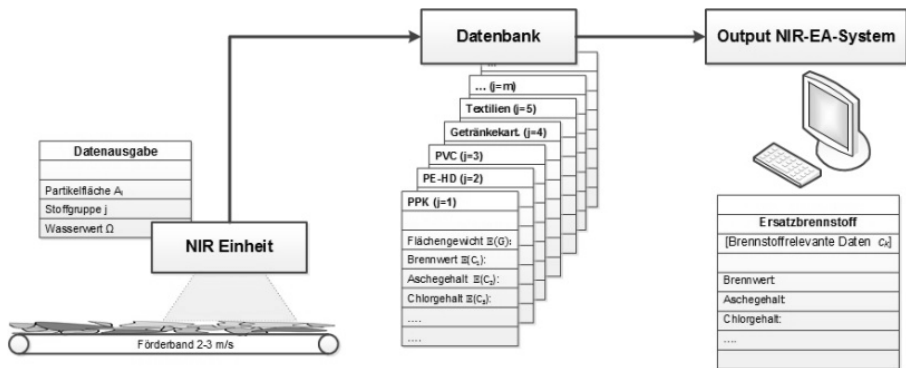 Datenbank
Output NIR-EA-System
...
... (j=m)
Textilien (j=5)
Getränkekart. (j=4)
PVC (j=3)
PE-HD (j=2)
PPK (j=1)
Flächengewicht Ξ(G):
Brennwert Ξ(C₁):
Aschegehalt Ξ(C₂):
Chlorgehalt Ξ(C₃):
....
....
Datenausgabe
Partikelfläche Aᵢ
Stoffgruppe j
Wasserwert Ω
NIR Einheit
Förderband 2-3 m/s
Ersatzbrennstoff
[Brennstoffrelevante Daten cₖ]
Brennwert:
Aschegehalt:
Chlorgehalt:
....